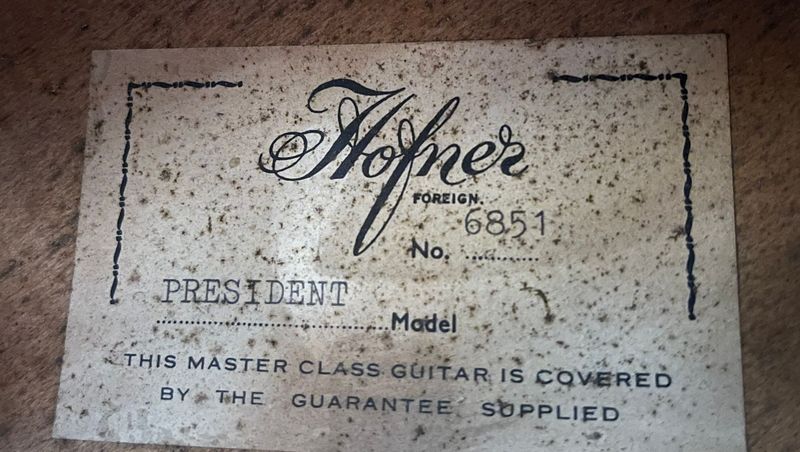 Hofner
FOREIGN.
No. 6851
PRESIDENT Model
THIS MASTER CLASS GUITAR IS COVERED
BY THE GUARANTEE SUPPLIED